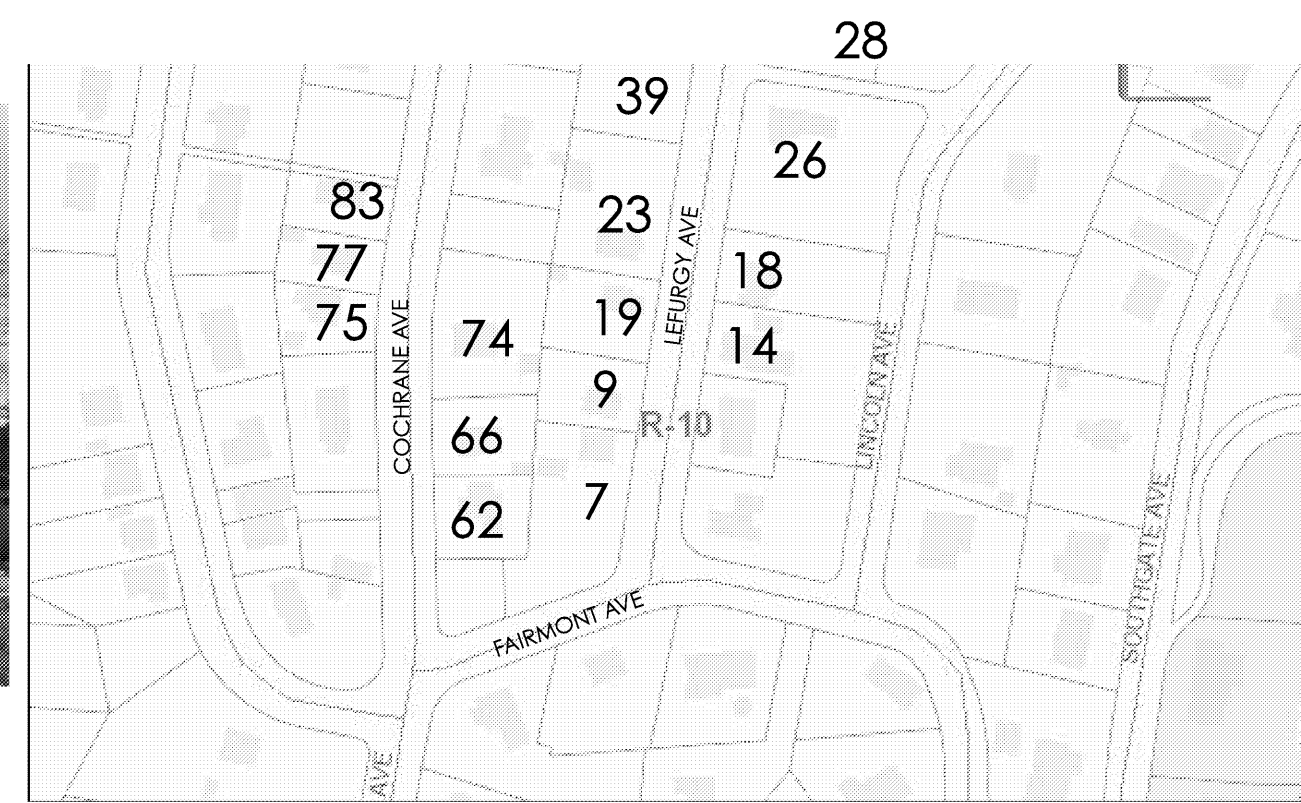 28
39
26
83
23
77
18
75
19
74
14
9
66
7
62
R-10
COCHRANE AVE
LEFURGY AVE
LINCOLN AVE
SOUTHGATE AVE
FAIRMONT AVE
AVE